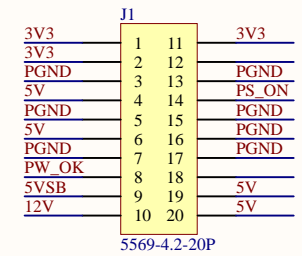 J1
3V3 1 11 3V3
3V3 2 12
PGND 3 13 PGND
5V 4 14 PS_ON
PGND 5 15 PGND
5V 6 16 PGND
PGND 7 17 PGND
PW_OK 8 18
5VSB 9 19 5V
12V 10 20 5V
5569-4.2-20P